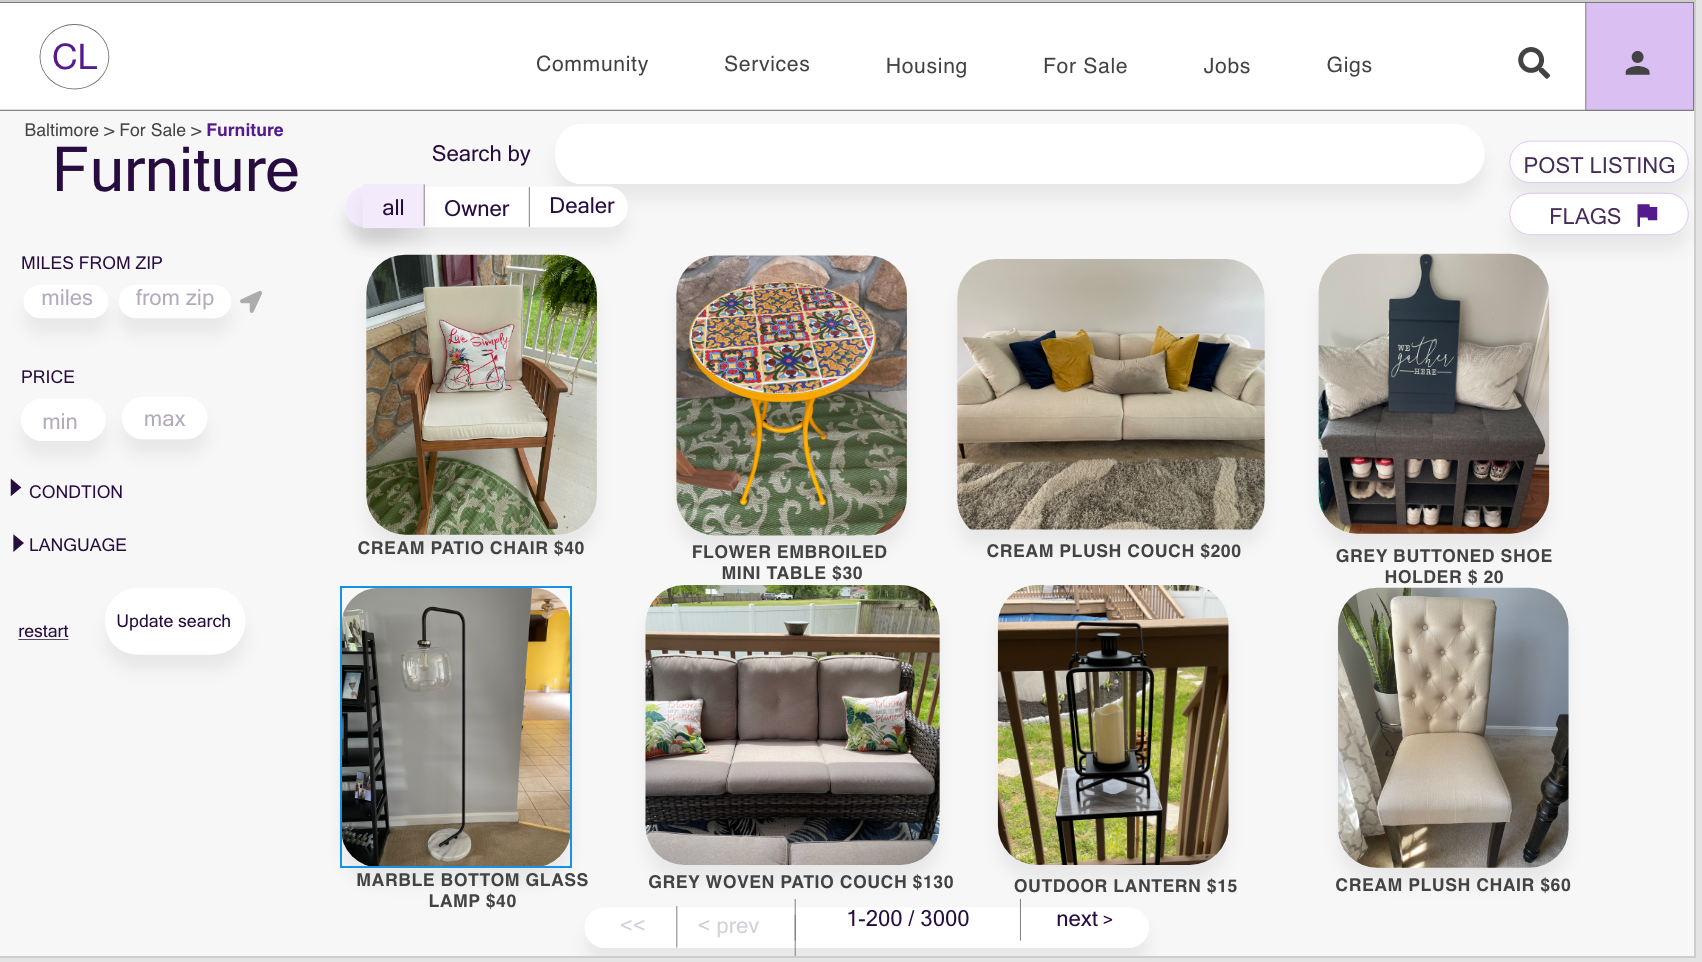 CL
Community
Services
Housing
For Sale
Jobs
Gigs
Baltimore > For Sale > Furniture
Furniture
Search by
POST LISTING
all
Owner
Dealer
FLAGS
MILES FROM ZIP
miles
from zip
PRICE
min
max
CONDTION
LANGUAGE
restart
Update search
Live Simply
WE
gather
HERE
CREAM PATIO CHAIR $40
FLOWER EMBROILED
MINI TABLE $30
CREAM PLUSH COUCH $200
GREY BUTTONED SHOE
HOLDER $ 20
MARBLE BOTTOM GLASS
LAMP $40
GREY WOVEN PATIO COUCH $130
OUTDOOR LANTERN $15
CREAM PLUSH CHAIR $60
<<
< prev
1-200 / 3000
next >